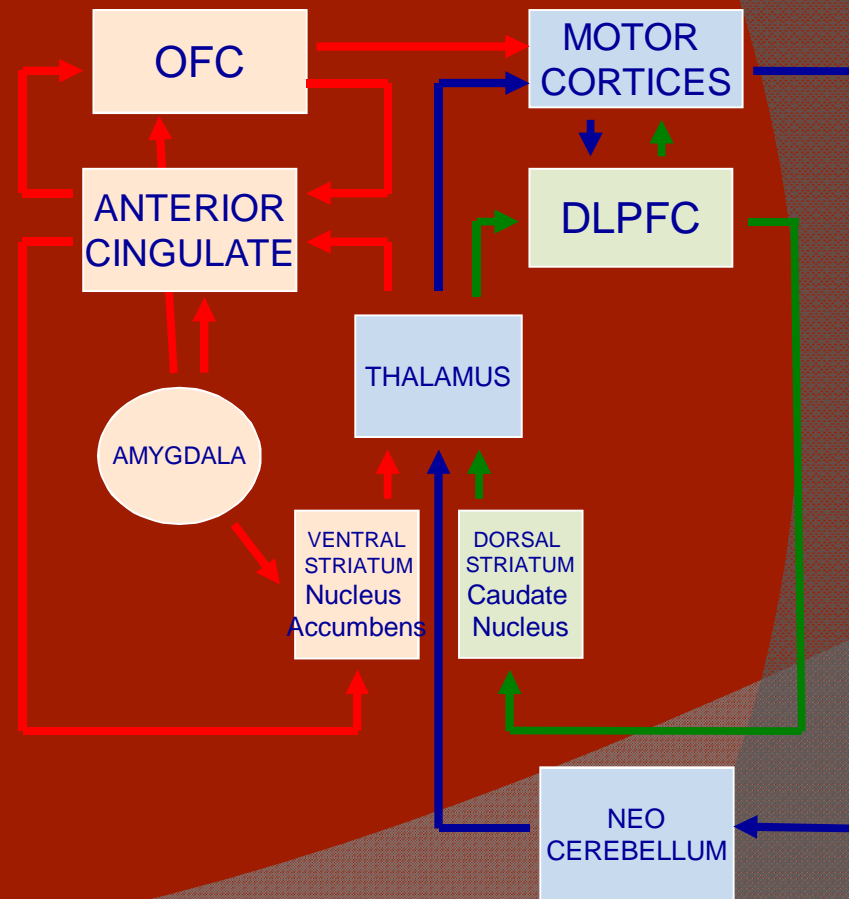 OFC
MOTOR
CORTICES
ANTERIOR
CINGULATE
DLPFC
THALAMUS
AMYGDALA
VENTRAL
STRIATUM
Nucleus
Accumbens
DORSAL
STRIATUM
Caudate
Nucleus
NEO
CEREBELLUM